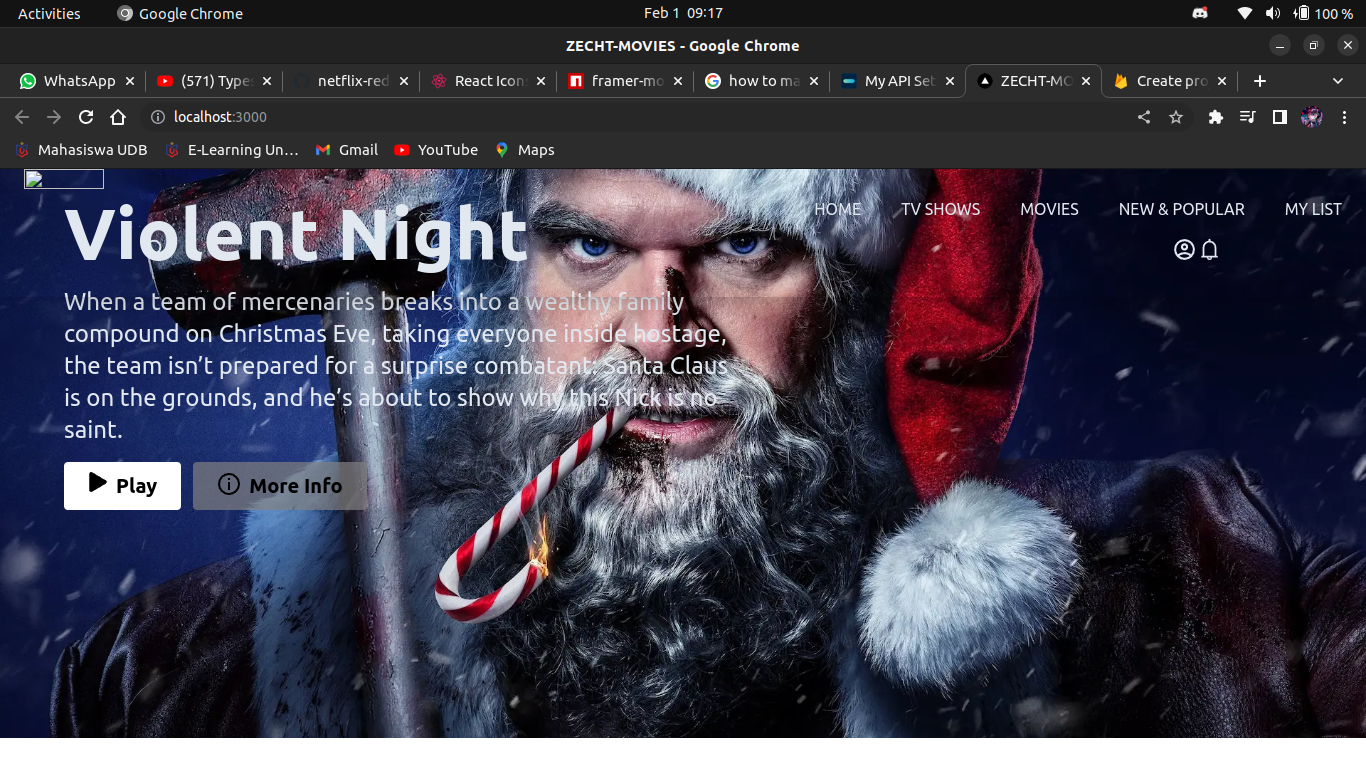 Activities
Google Chrome
Feb 1 09:17
100 %
ZECHT-MOVIES - Google Chrome
WhatsApp
(571) Type
netflix-red
React Icon
framer-mo
how to ma
My API Set
ZECHT-MO
Create pro
localhost:3000
Mahasiswa UDB
E-Learning Un...
Gmail
YouTube
Maps
HOME
TV SHOWS
MOVIES
NEW & POPULAR
MY LIST
Violent Night
When a team of mercenaries breaks into a wealthy family
compound on Christmas Eve, taking everyone inside hostage,
the team isn’t prepared for a surprise combatant: Santa Claus
is on the grounds, and he’s about to show why this Nick is no
saint.
Play
More Info